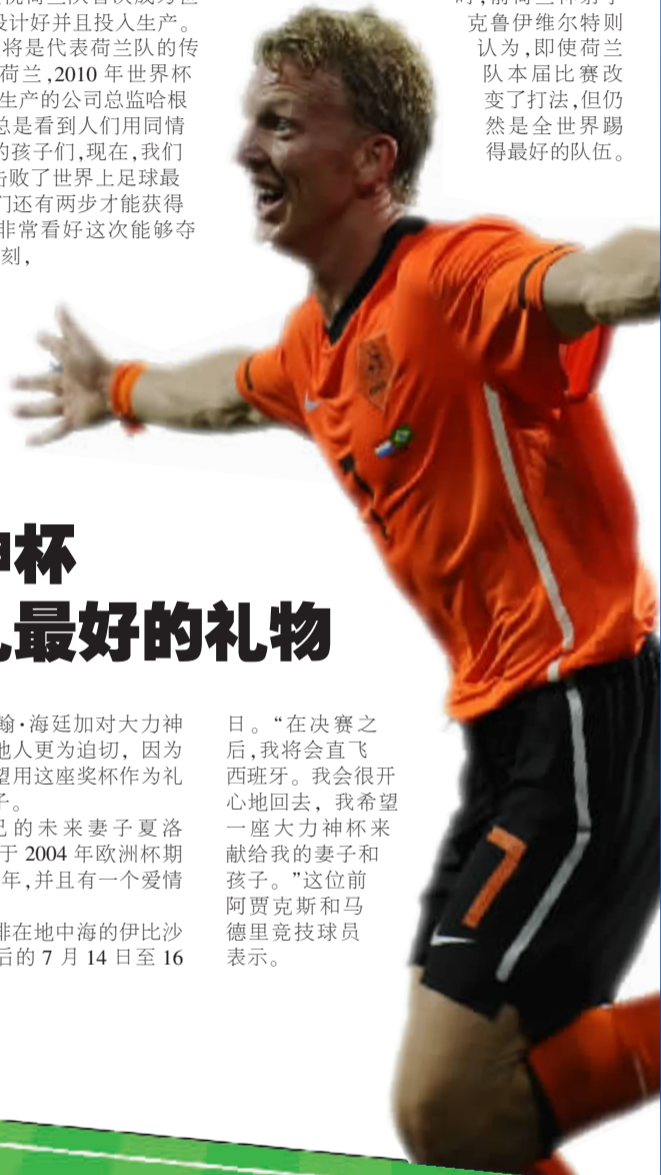 设计好并且投入生产。
将是代表荷兰队的传
荷兰,2010 年世界杯
生产的公司总监哈根
总是看到人们用同情
的孩子们,现在,我们
击败了世界上足球最
们还有两步才能获得
非常看好这次能够夺
刻,
克鲁伊维尔特则
认为,即使荷兰
队本届比赛改
变了打法,但仍
然是全世界踢
得最好的队伍。
杯
最好的礼物
翰·海廷加对大力神
他人更为迫切, 因为
望用这座奖杯作为礼
子。
己的未来妻子夏洛
于 2004 年欧洲杯期
年,并且有一个爱情
排在地中海的伊比沙
后的 7 月 14 日至 16
日。“在决赛之
后,我将会直飞
西班牙。我会很开
心地回去, 我希望
一座大力神杯来
献给我的妻子和
孩子。”这位前
阿贾克斯和马
德里竞技球员
表示。
7